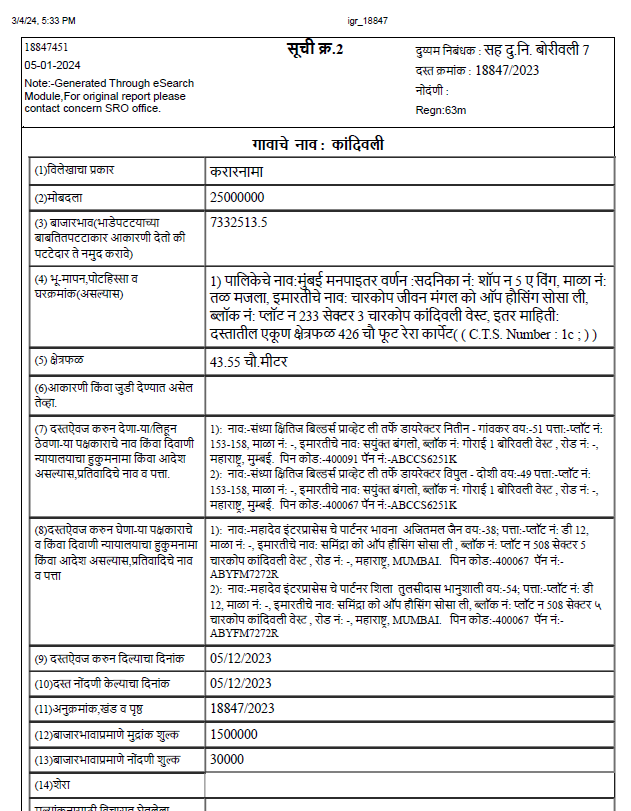 3/4/24, 5:33 PM igr_18847
18847451
05-01-2024
Note:-Generated Through eSearch
Module,For original report please
contact concern SRO office.
सूची क्र.2
दुय्यम निबंधक : सह दु.नि. बोरीवली 7
दस्त क्रमांक : 18847/2023
नोदंणी :
Regn:63m
गावाचे नाव : कांदिवली
(1)विलेखाचा प्रकार करारनामा
(2)मोबदला 25000000
(3) बाजारभाव(भाडेपटटयाच्या
बाबतितपटटाकार आकारणी देतो की
पटटेदार ते नमुद करावे)
7332513.5
(4) भू-मापन,पोटहिस्सा व
घरक्रमांक(असल्यास)
1) पालिकेचे नाव:मुंबई मनपाइतर वर्णन :सदनिका नं: शॉप न 5 ए विंग, माळा नं:
तळ मजला, इमारतीचे नाव: चारकोप जीवन मंगल को ऑप हौसिंग सोसा ली,
ब्लॉक नं: प्लॉट न 233 सेक्टर 3 चारकोप कांदिवली वेस्ट, इतर माहिती:
दस्तातील एकूण क्षेत्रफळ 426 चौ फूट रेरा कार्पेट( ( C.T.S. Number : 1c ; ) )
(5) क्षेत्रफळ 43.55 चौ.मीटर
(6)आकारणी किंवा जुडी देण्यात असेल
तेव्हा.
(7) दस्तऐवज करुन देणा-या/लिहून
ठेवणा-या पक्षकाराचे नाव किंवा दिवाणी
न्यायालयाचा हुकुमनामा किंवा आदेश
असल्यास,प्रतिवादिचे नाव व पत्ता.
1): नाव:-संध्या क्षितिज बिल्डर्स प्राव्हेट ली तर्फे डायरेक्टर नितीन - गांवकर वय:-51 पत्ता:-प्लॉट नं:
153-158, माळा नं: -, इमारतीचे नाव: सयुंक्त बंगलो, ब्लॉक नं: गोराई 1 बोरिवली वेस्ट , रोड नं: -,
महाराष्ट्र, मुम्बई. पिन कोड:-400091 पॅन नं:-ABCCS6251K
2): नाव:-संध्या क्षितिज बिल्डर्स प्राव्हेट ली तर्फे डायरेक्टर विपुल - दोशी वय:-49 पत्ता:-प्लॉट नं:
153-158, माळा नं: -, इमारतीचे नाव: सयुंक्त बंगलो, ब्लॉक नं: गोराई 1 बोरिवली वेस्ट , रोड नं: -,
महाराष्ट्र, मुम्बई. पिन कोड:-400067 पॅन नं:-ABCCS6251K
(8)दस्तऐवज करुन घेणा-या पक्षकाराचे
व किंवा दिवाणी न्यायालयाचा हुकुमनामा
किंवा आदेश असल्यास,प्रतिवादिचे नाव
व पत्ता
1): नाव:-महादेव इंटरप्रासेस चे पार्टनर भावना अजितमल जैन वय:-38; पत्ता:-प्लॉट नं: डी 12,
माळा नं: -, इमारतीचे नाव: समिंद्रा को ऑप हौसिंग सोसा ली , ब्लॉक नं: प्लॉट न 508 सेक्टर 5
चारकोप कांदिवली वेस्ट , रोड नं: -, महाराष्ट्र, MUMBAI. पिन कोड:-400067 पॅन नं:-
ABYFM7272R
2): नाव:-महादेव इंटरप्रासेस चे पार्टनर शिला तुलसीदास भानुशाली वय:-54; पत्ता:-प्लॉट नं: डी
12, माळा नं: -, इमारतीचे नाव: समिंद्रा को ऑप हौसिंग सोसा ली, ब्लॉक नं: प्लॉट न 508 सेक्टर ५
चारकोप कांदिवली वेस्ट , रोड नं: -, महाराष्ट्र, MUMBAI. पिन कोड:-400067 पॅन नं:-
ABYFM7272R
(9) दस्तऐवज करुन दिल्याचा दिनांक 05/12/2023
(10)दस्त नोंदणी केल्याचा दिनांक 05/12/2023
(11)अनुक्रमांक,खंड व पृष्ठ 18847/2023
(12)बाजारभावाप्रमाणे मुद्रांक शुल्क 1500000
(13)बाजारभावाप्रमाणे नोंदणी शुल्क 30000
(14)शेरा